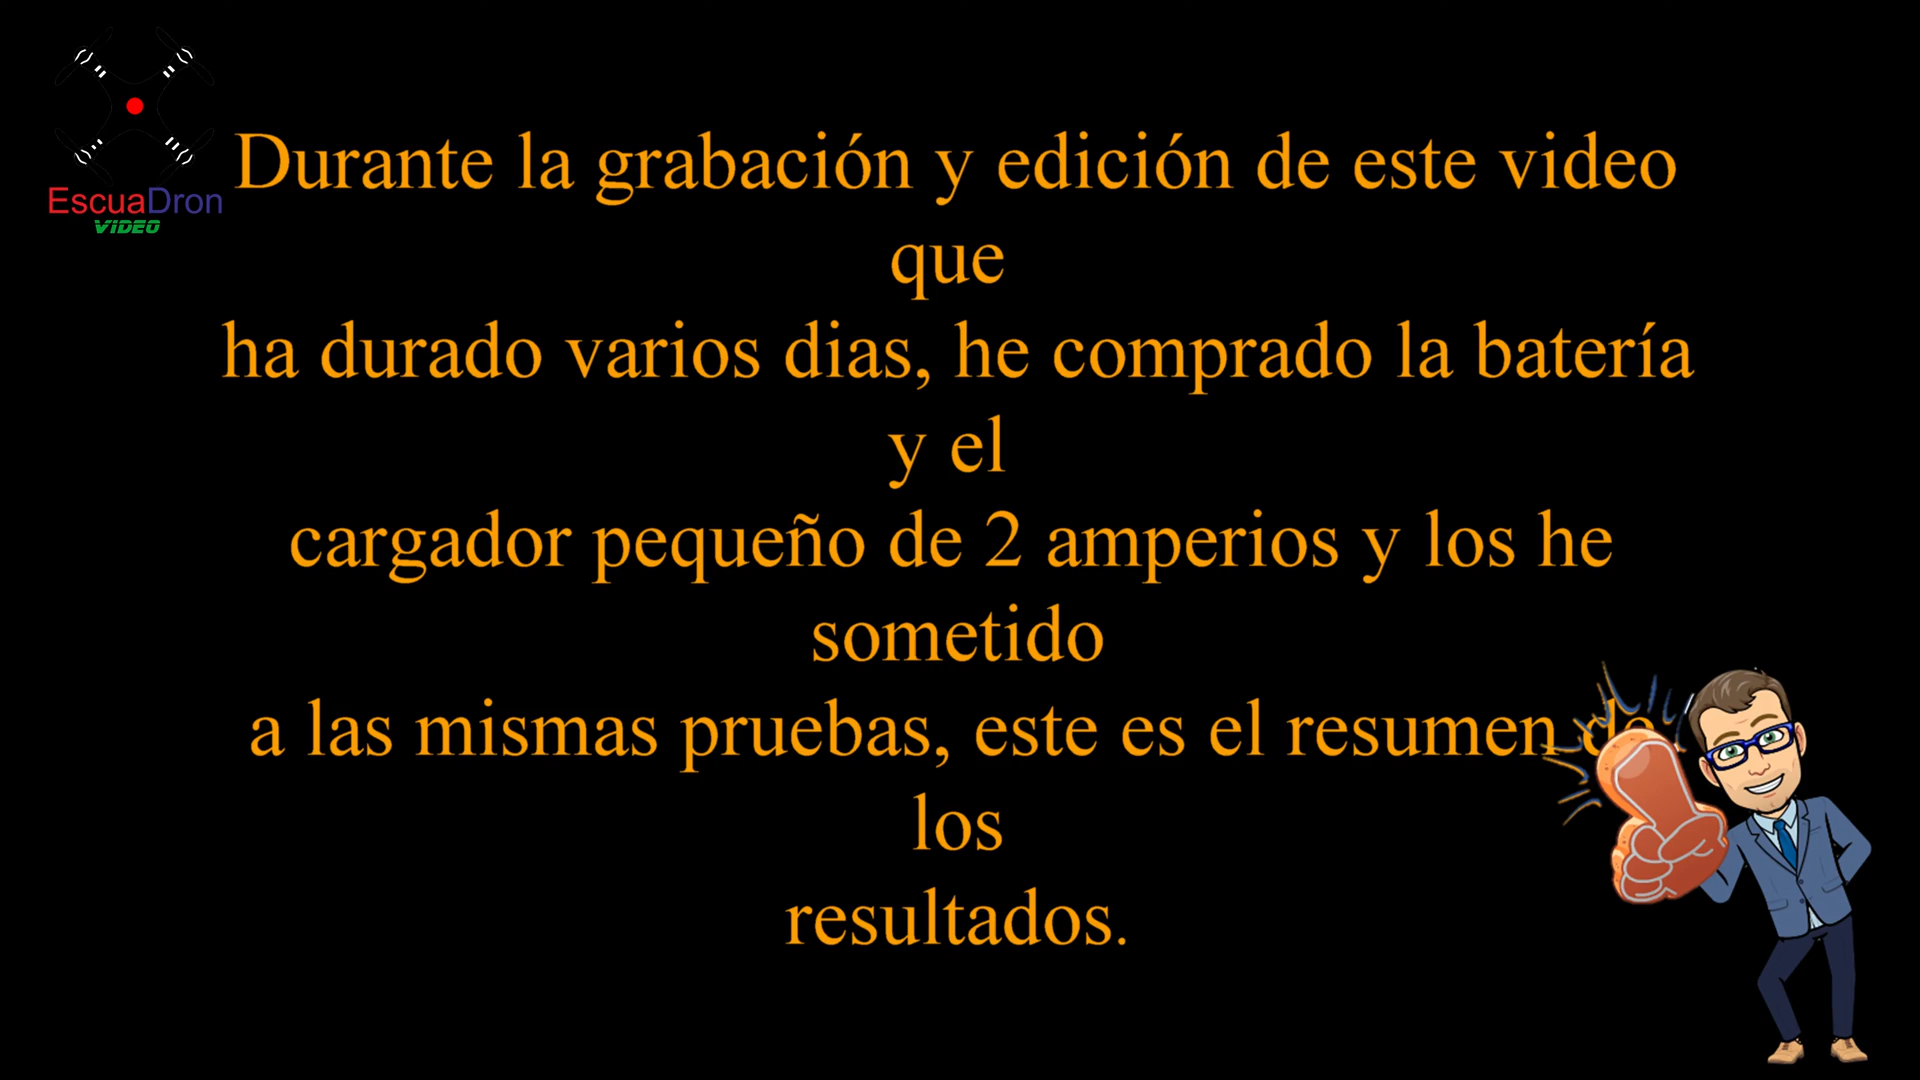 EscuaDron
VIDEO
Durante la grabación y edición de este video
que
ha durado varios dias, he comprado la batería
y el
cargador pequeño de 2 amperios y los he
sometido
a las mismas pruebas, este es el resumen de
los
resultados.